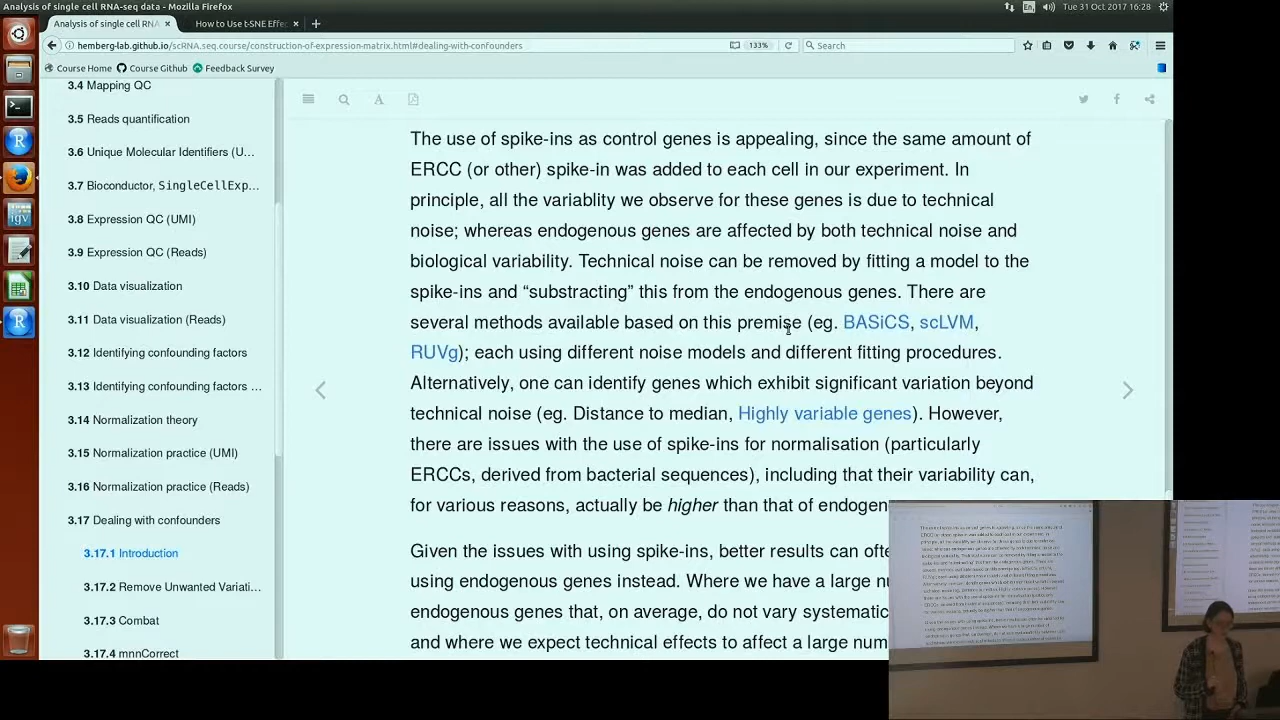 Analysis of single cell RNA-seq data - Mozilla Firefox
En
Tue 31 Oct 2017 16:28
Analysis of single cell RNA
How to Use t-SNE Effec
hemberg-lab.github.io/scRNA.seq.course/construction-of-expression-matrix.html#dealing-with-confounders
133%
Search
Course Home
Course Github
Feedback Survey
3.4 Mapping QC
3.5 Reads quantification
3.6 Unique Molecular Identifiers (U…
3.7 Bioconductor, SingleCellExp…
3.8 Expression QC (UMI)
3.9 Expression QC (Reads)
3.10 Data visualization
3.11 Data visualization (Reads)
3.12 Identifying confounding factors
3.13 Identifying confounding factors …
3.14 Normalization theory
3.15 Normalization practice (UMI)
3.16 Normalization practice (Reads)
3.17 Dealing with confounders
3.17.1 Introduction
3.17.2 Remove Unwanted Variati…
3.17.3 Combat
3.17.4 mnnCorrect
The use of spike-ins as control genes is appealing, since the same amount of
ERCC (or other) spike-in was added to each cell in our experiment. In
principle, all the variablity we observe for these genes is due to technical
noise; whereas endogenous genes are affected by both technical noise and
biological variability. Technical noise can be removed by fitting a model to the
spike-ins and “substracting” this from the endogenous genes. There are
several methods available based on this premise (eg. BASiCS, scLVM,
RUVg); each using different noise models and different fitting procedures.
Alternatively, one can identify genes which exhibit significant variation beyond
technical noise (eg. Distance to median, Highly variable genes). However,
there are issues with the use of spike-ins for normalisation (particularly
ERCCs, derived from bacterial sequences), including that their variability can,
for various reasons, actually be higher than that of endogen
Given the issues with using spike-ins, better results can ofte
using endogenous genes instead. Where we have a large nu
endogenous genes that, on average, do not vary systematic
and where we expect technical effects to affect a large num